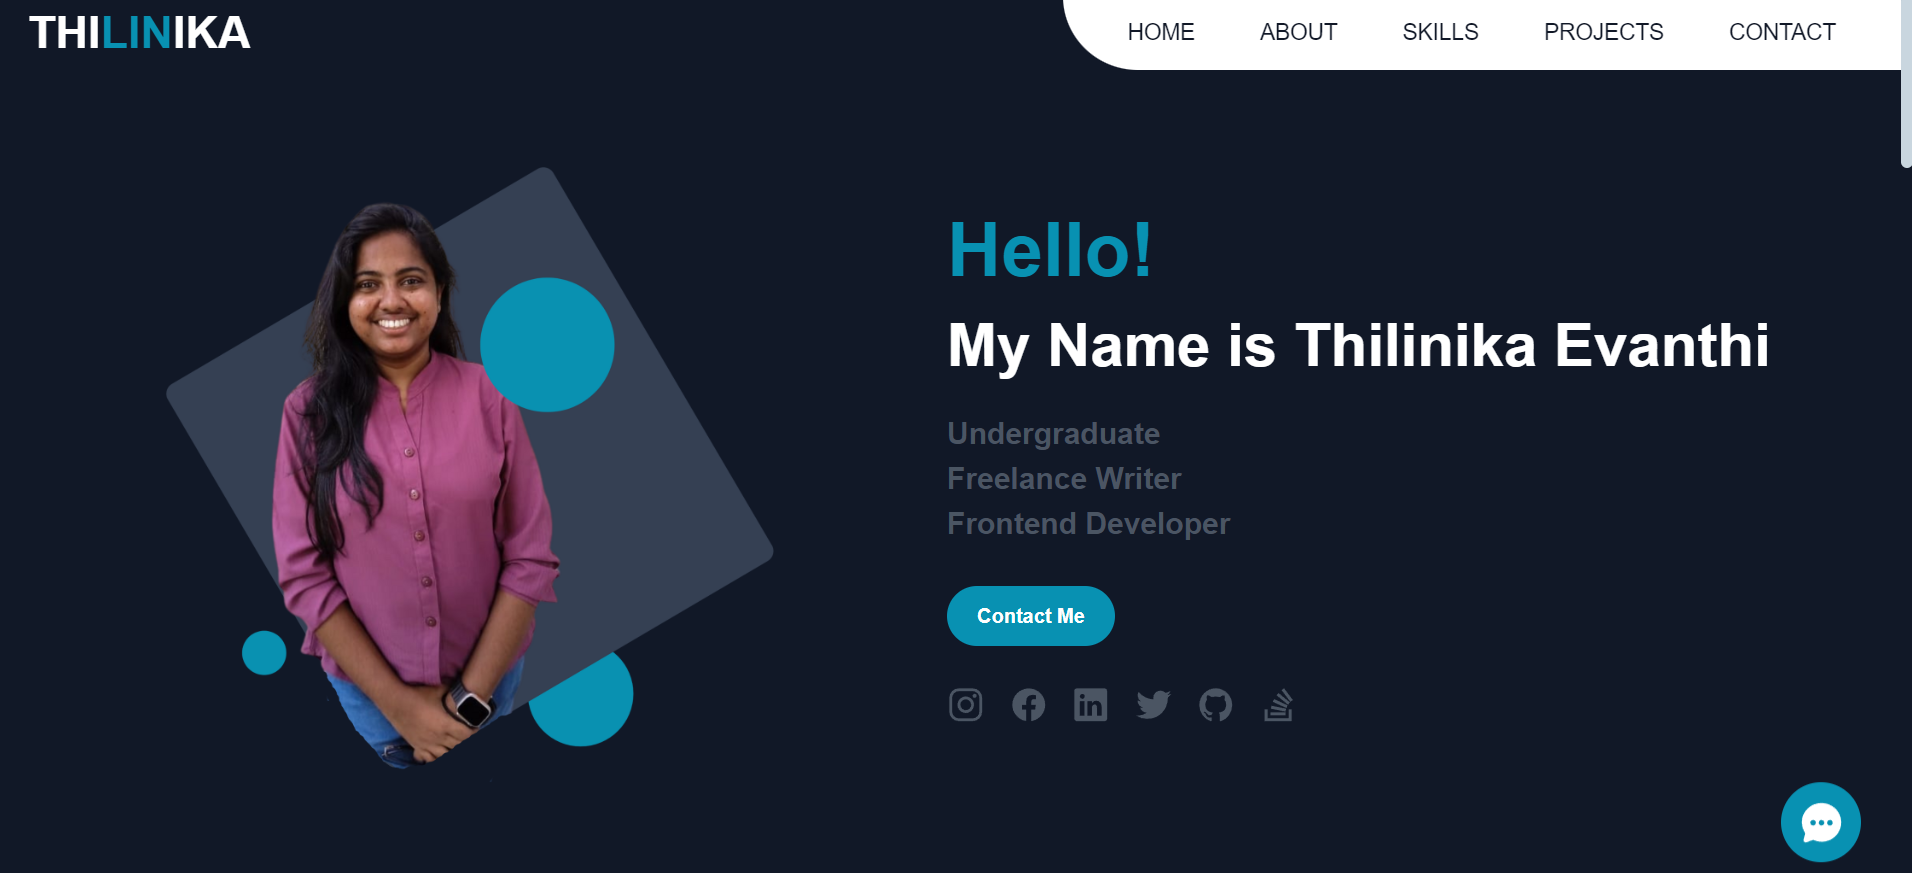 THILINIKA
HOME ABOUT SKILLS PROJECTS CONTACT
Hello!
My Name is Thilinika Evanthi
Undergraduate
Freelance Writer
Frontend Developer
Contact Me